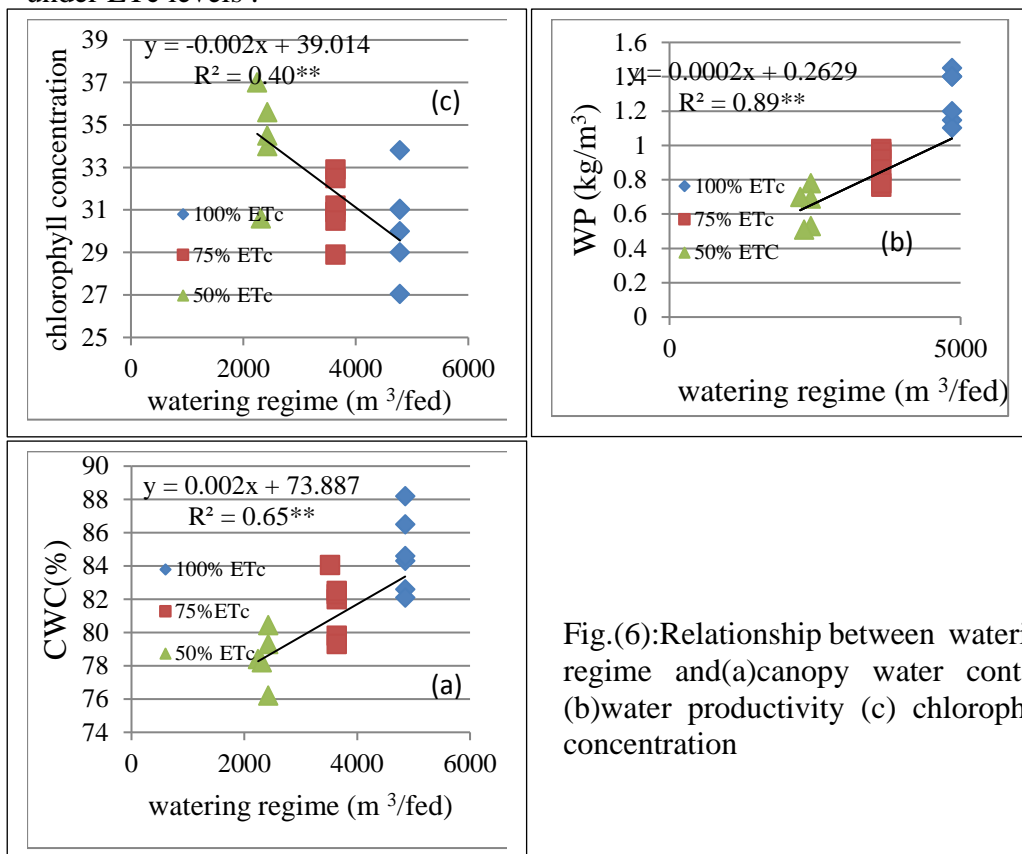 under ETc levels .
39
37
35
33
31
29
27
25
chlorophyll concentration
y = -0.002x + 39.014
R² = 0.40**
(c)
100% ETc
75% ETc
50% ETc
0 2000 4000 6000
watering regime (m ³/fed)
1.6
1.4
1.2
1
0.8
0.6
0.4
0.2
0
WP (kg/m³)
y = 0.0002x + 0.2629
R² = 0.89**
100% ETc
75% ETc
50% ETC
(b)
0 5000
watering regime (m ³/fed)
90
88
86
84
82
80
78
76
74
CWC(%)
y = 0.002x + 73.887
R² = 0.65**
100% ETc
75%ETc
50% ETc
(a)
0 2000 4000 6000
watering regime (m ³/fed)
Fig.(6):Relationship between wateri
regime and(a)canopy water cont
(b)water productivity (c) chloroph
concentration